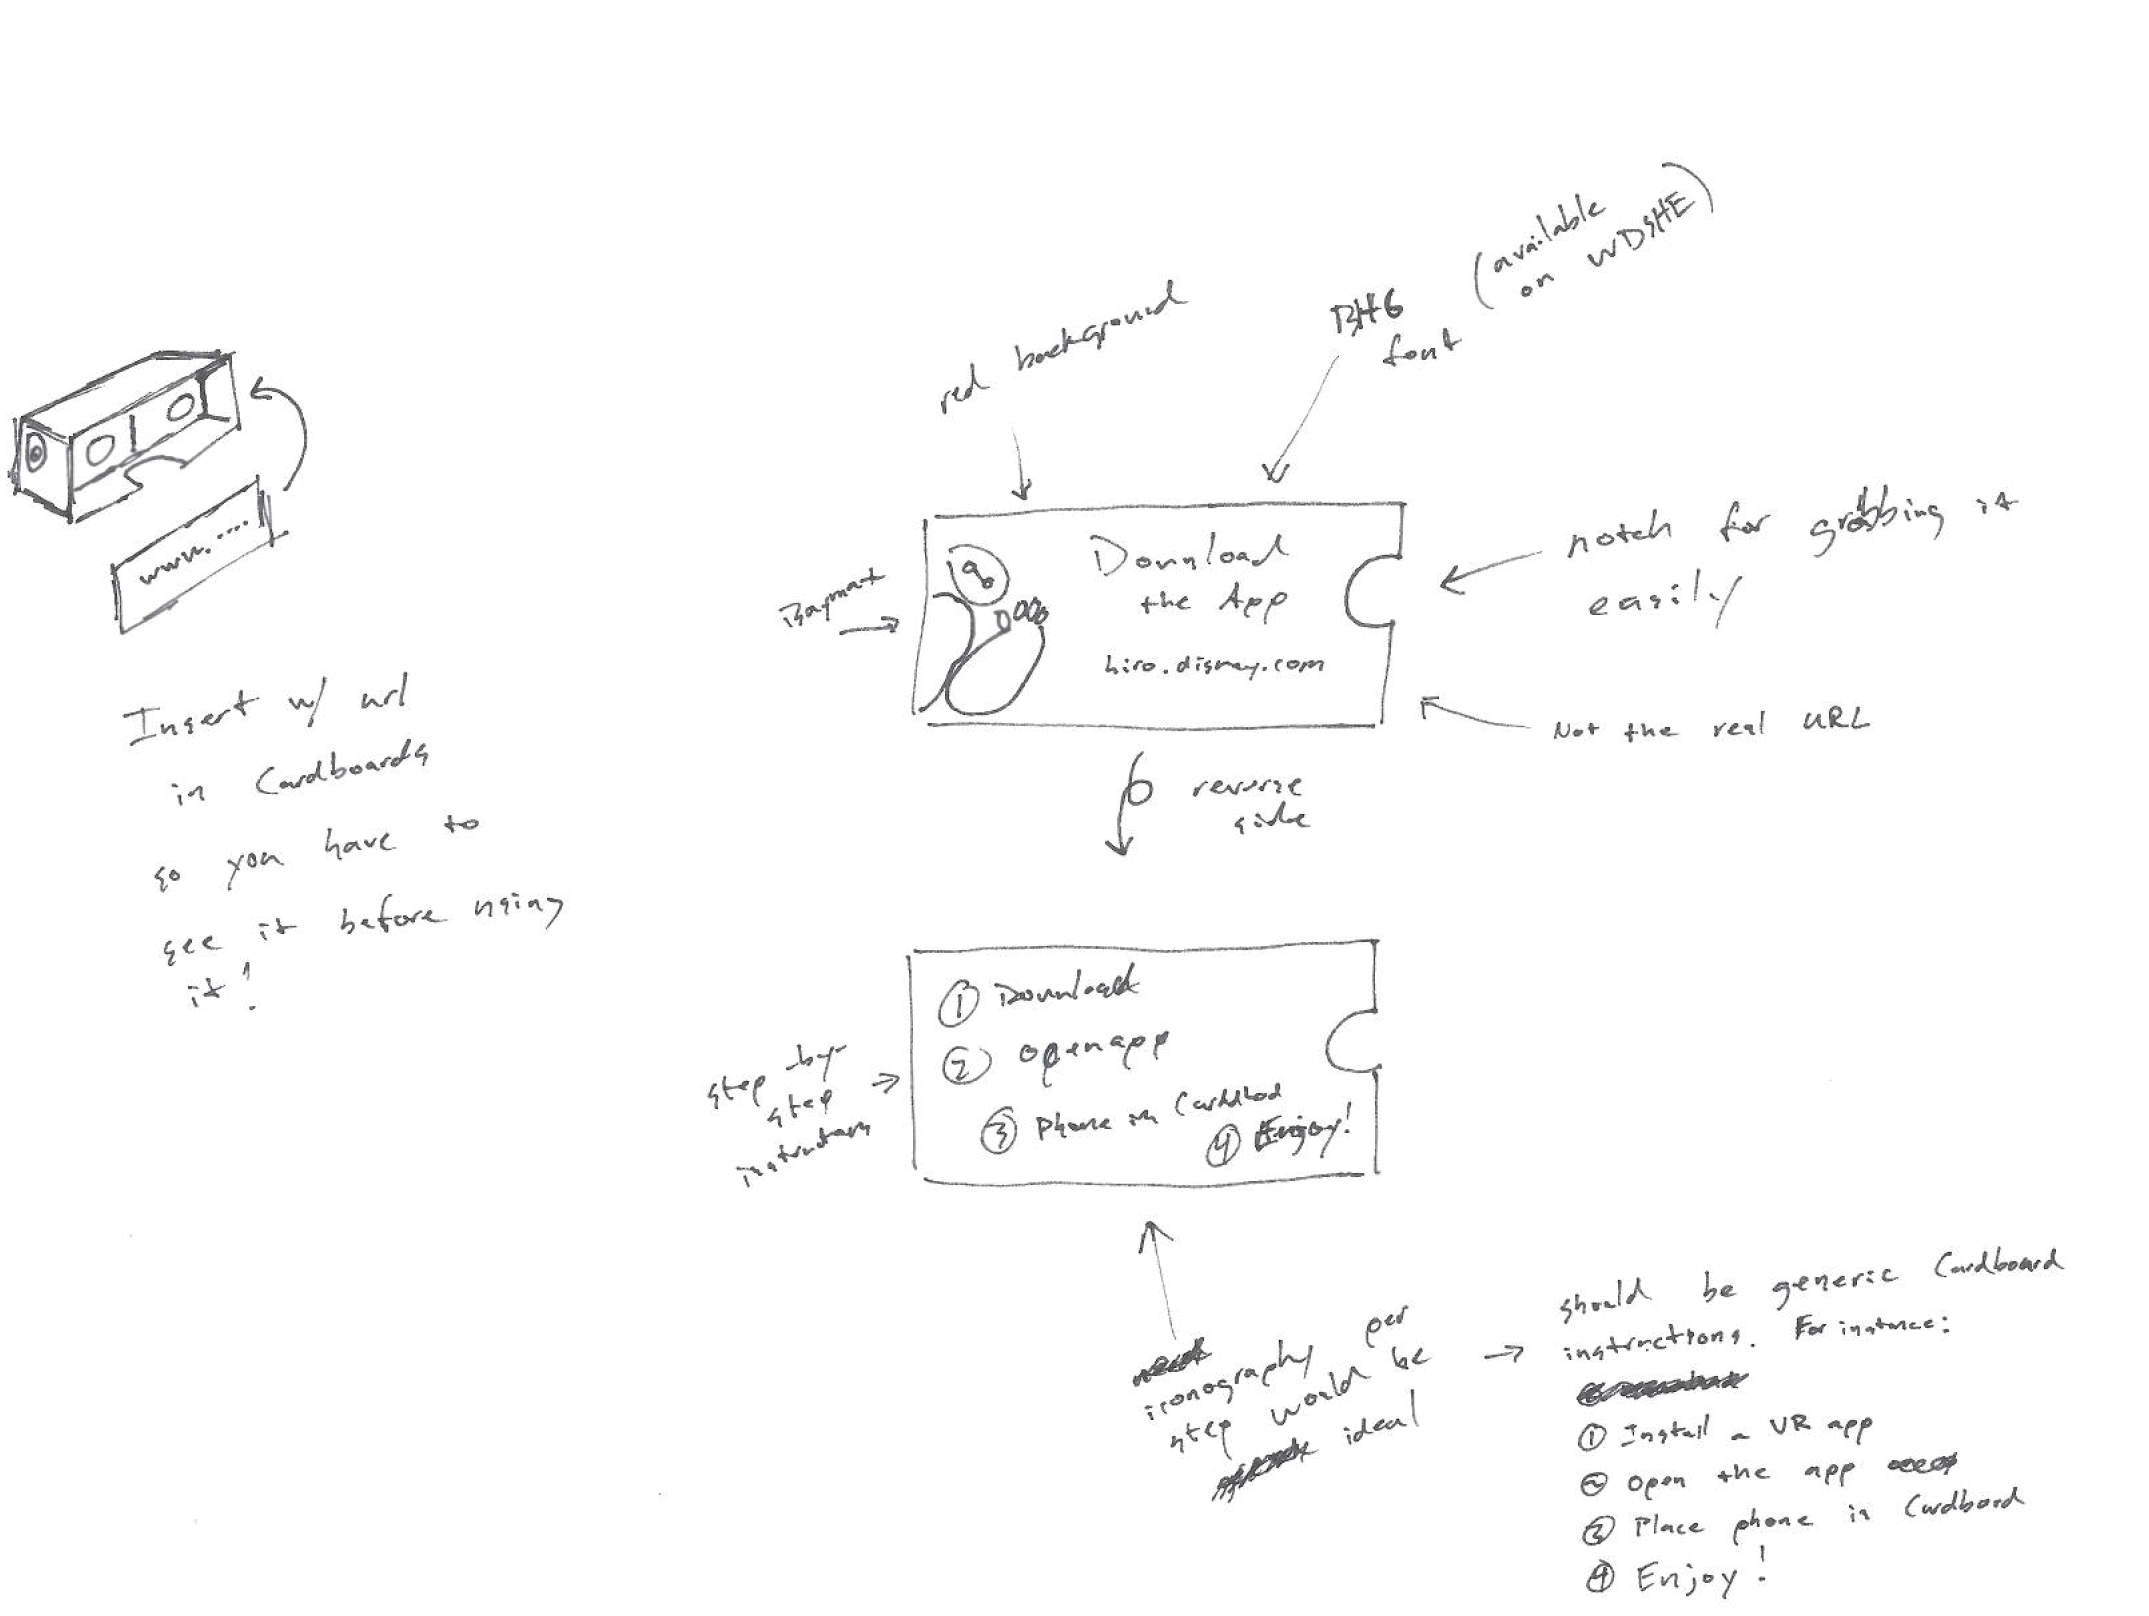 www. ....
Insert w/ url
in Cardboards
so you have to
see it before using
it!
red background
BH6
font
(available
on WDSHE)
Baymax
Download
the App
hiro.disney.com
notch for grabbing it
easily
Not the real URL
reverse
side
step-by-
step
① Download
② open app
③ Phone in
④ Enjoy!
iconography per
step would be
ideal
should be generic Cardboard
instructions. For instance:
① Install a VR app
② Open the app
③ Place phone in Cardboard
④ Enjoy!